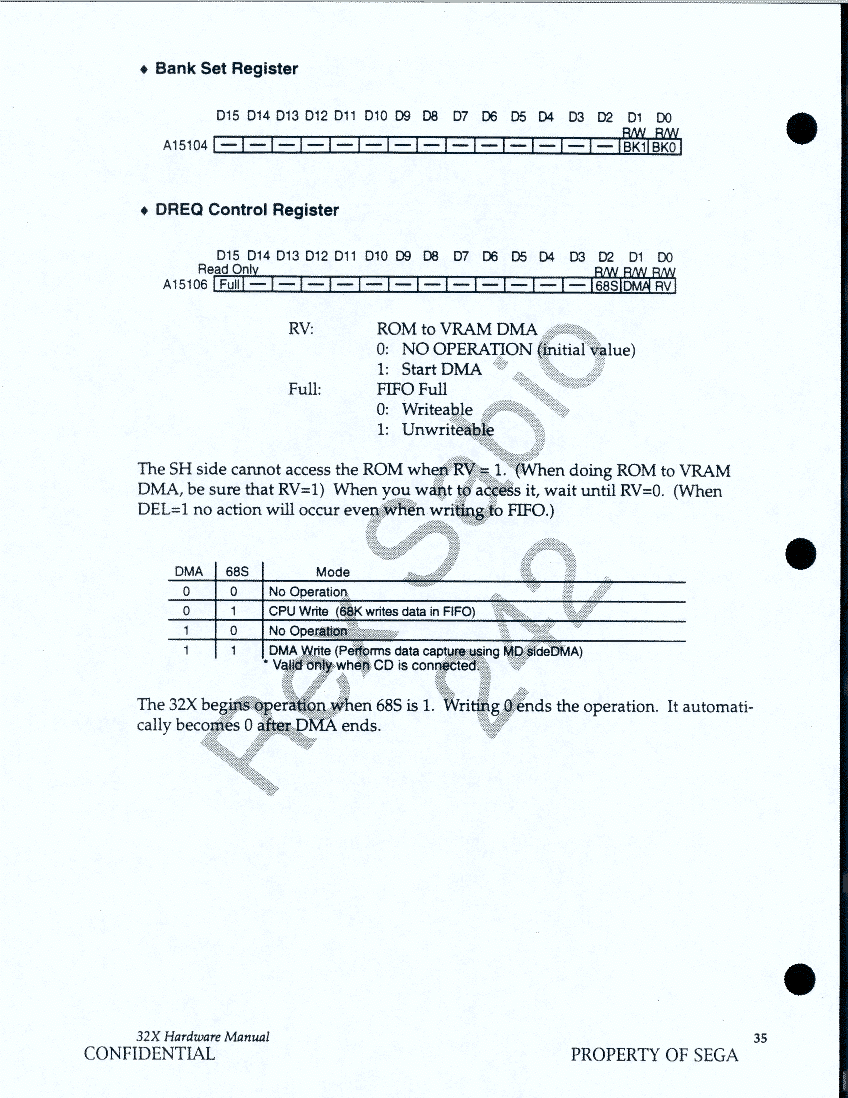 ♦ Bank Set Register
D15 D14 D13 D12 D11 D10 D9 D8 D7 D6 D5 D4 D3 D2 D1 D0
R/W R/W
A15104 — — — — — — — — — — — — — — BK1 BK0
♦ DREQ Control Register
D15 D14 D13 D12 D11 D10 D9 D8 D7 D6 D5 D4 D3 D2 D1 D0
Read Only R/W R/W R/W
A15106 Full — — — — — — — — — — — — 68S DMA RV
RV: ROM to VRAM DMA
0: NO OPERATION (initial value)
1: Start DMA
Full: FIFO Full
0: Writeable
1: Unwriteable
The SH side cannot access the ROM when RV = 1. (When doing ROM to VRAM
DMA, be sure that RV=1) When you want to access it, wait until RV=0. (When
DEL=1 no action will occur even when writing to FIFO.)
DMA 68S Mode
0 0 No Operation
0 1 CPU Write (68K writes data in FIFO)
1 0 No Operation
1 1 DMA Write (Performs data capture using MD sideDMA)
* Valid only when CD is connected.
The 32X begins operation when 68S is 1. Writing 0 ends the operation. It automati-
cally becomes 0 after DMA ends.
Rex Sabio
242
32X Hardware Manual 35
CONFIDENTIAL PROPERTY OF SEGA